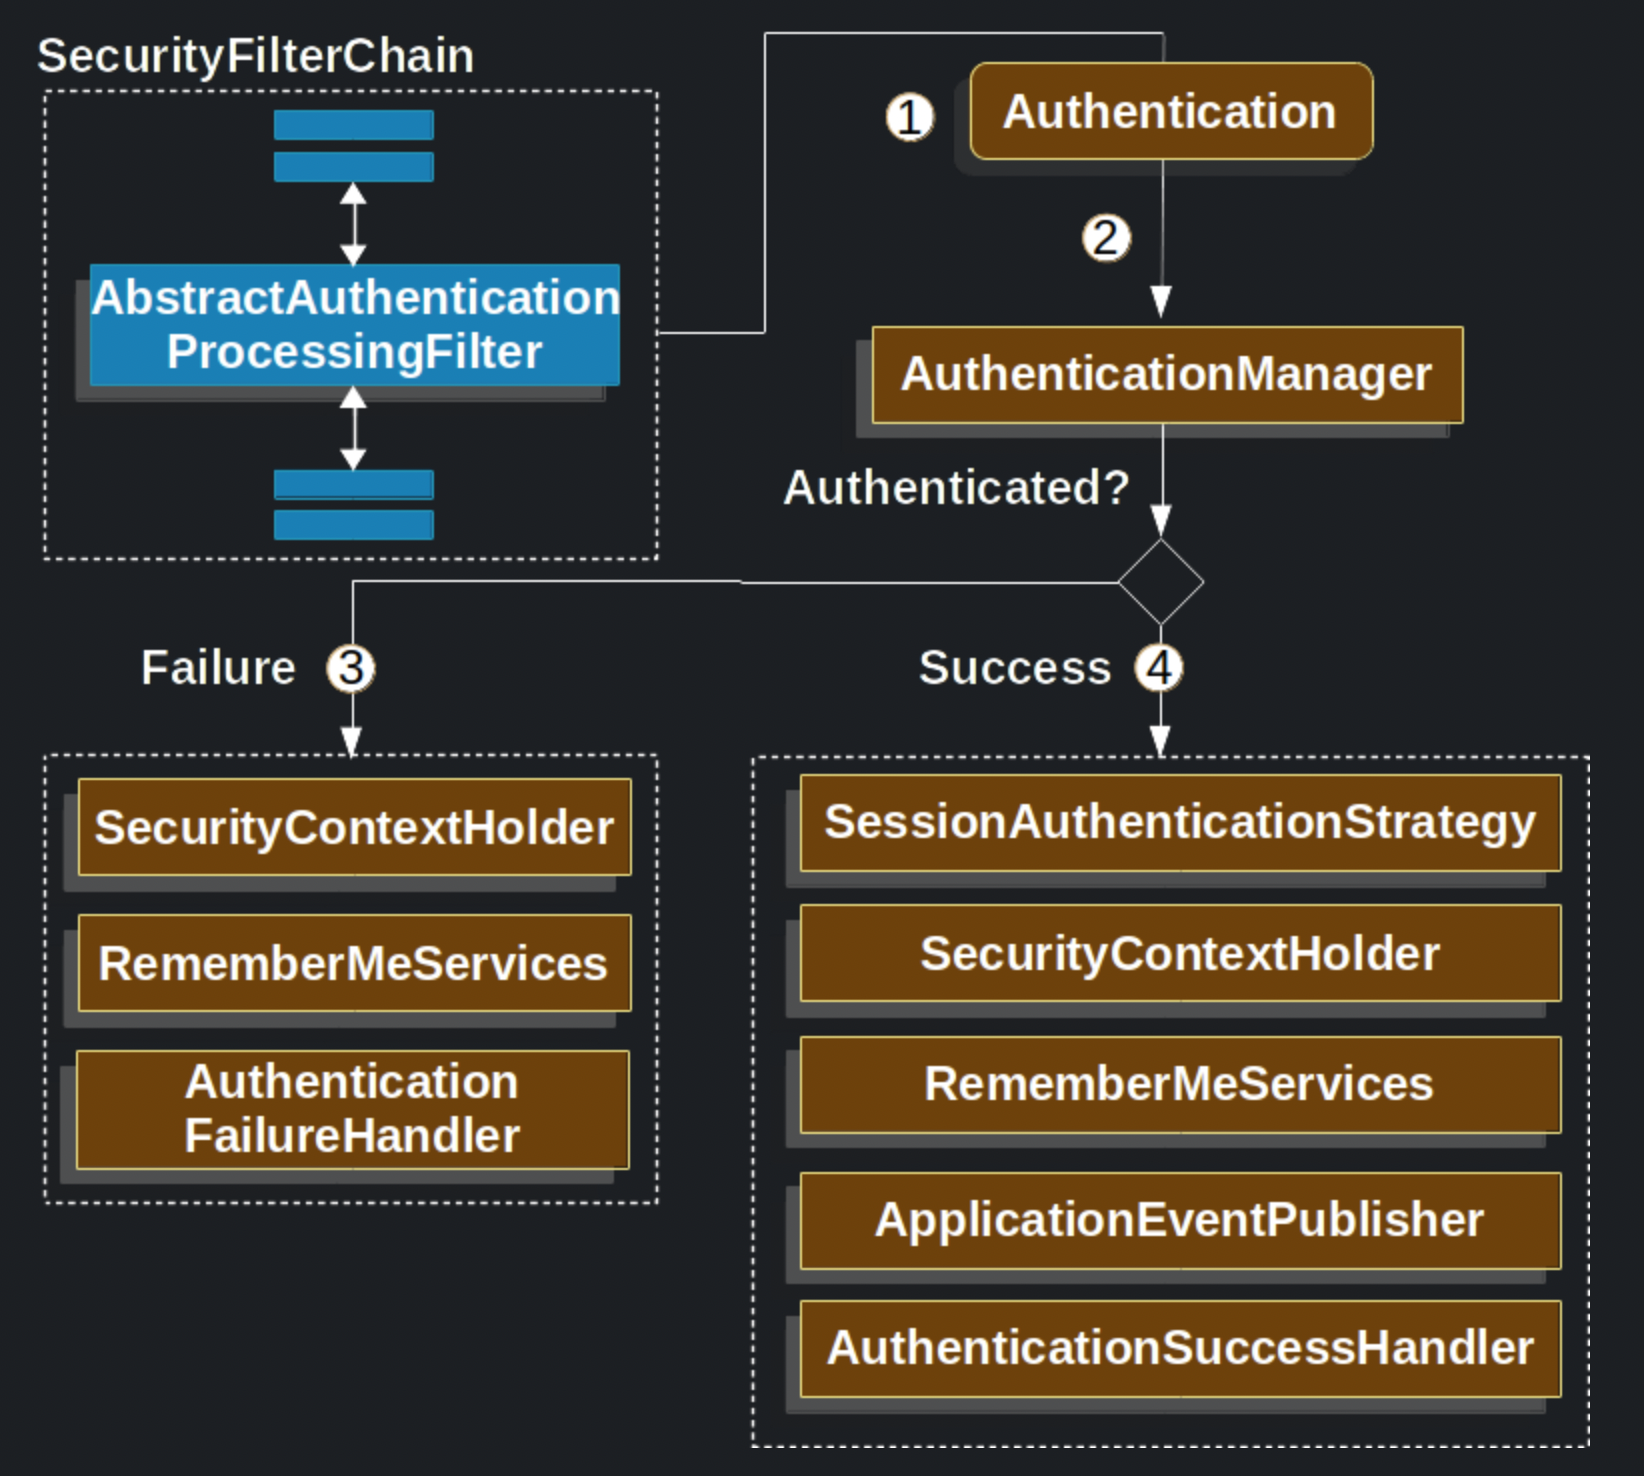 SecurityFilterChain
AbstractAuthentication
ProcessingFilter
1
Authentication
2
AuthenticationManager
Authenticated?
Failure
3
Success
4
SecurityContextHolder
RememberMeServices
Authentication
FailureHandler
SessionAuthenticationStrategy
SecurityContextHolder
RememberMeServices
ApplicationEventPublisher
AuthenticationSuccessHandler